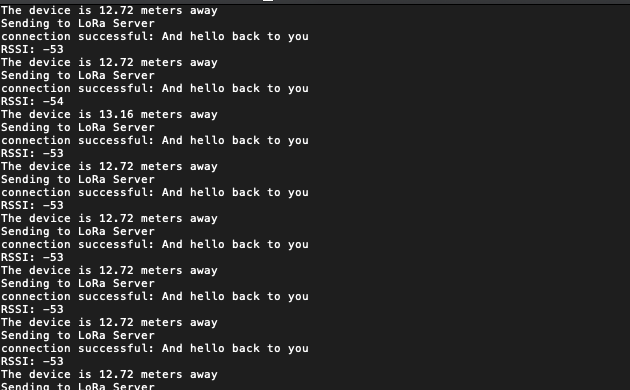 The device is 12.72 meters away
Sending to LoRa Server
connection successful: And hello back to you
RSSI: -53
The device is 12.72 meters away
Sending to LoRa Server
connection successful: And hello back to you
RSSI: -54
The device is 13.16 meters away
Sending to LoRa Server
connection successful: And hello back to you
RSSI: -53
The device is 12.72 meters away
Sending to LoRa Server
connection successful: And hello back to you
RSSI: -53
The device is 12.72 meters away
Sending to LoRa Server
connection successful: And hello back to you
RSSI: -53
The device is 12.72 meters away
Sending to LoRa Server
connection successful: And hello back to you
RSSI: -53
The device is 12.72 meters away
Sending to LoRa Server
connection successful: And hello back to you
RSSI: -53
The device is 12.72 meters away
Sending to LoRa Server